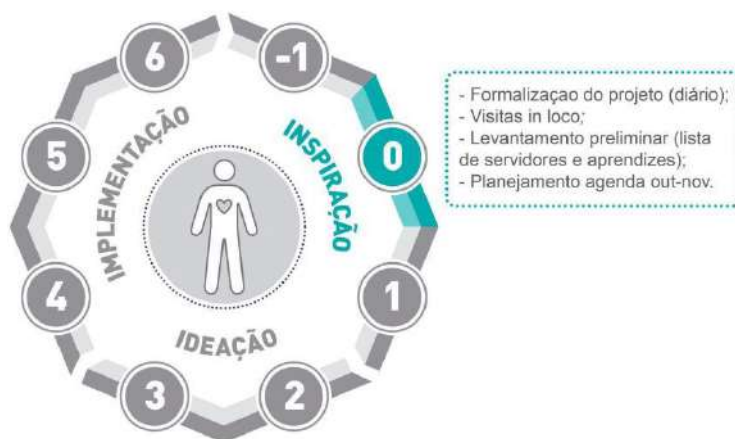 -1
0
1
2
3
4
5
6
INSPIRAÇÃO
IDEAÇÃO
IMPLEMENTAÇÃO
- Formalização do projeto (diário);
- Visitas in loco;
- Levantamento preliminar (lista
de servidores e aprendizes);
- Planejamento agenda out-nov.